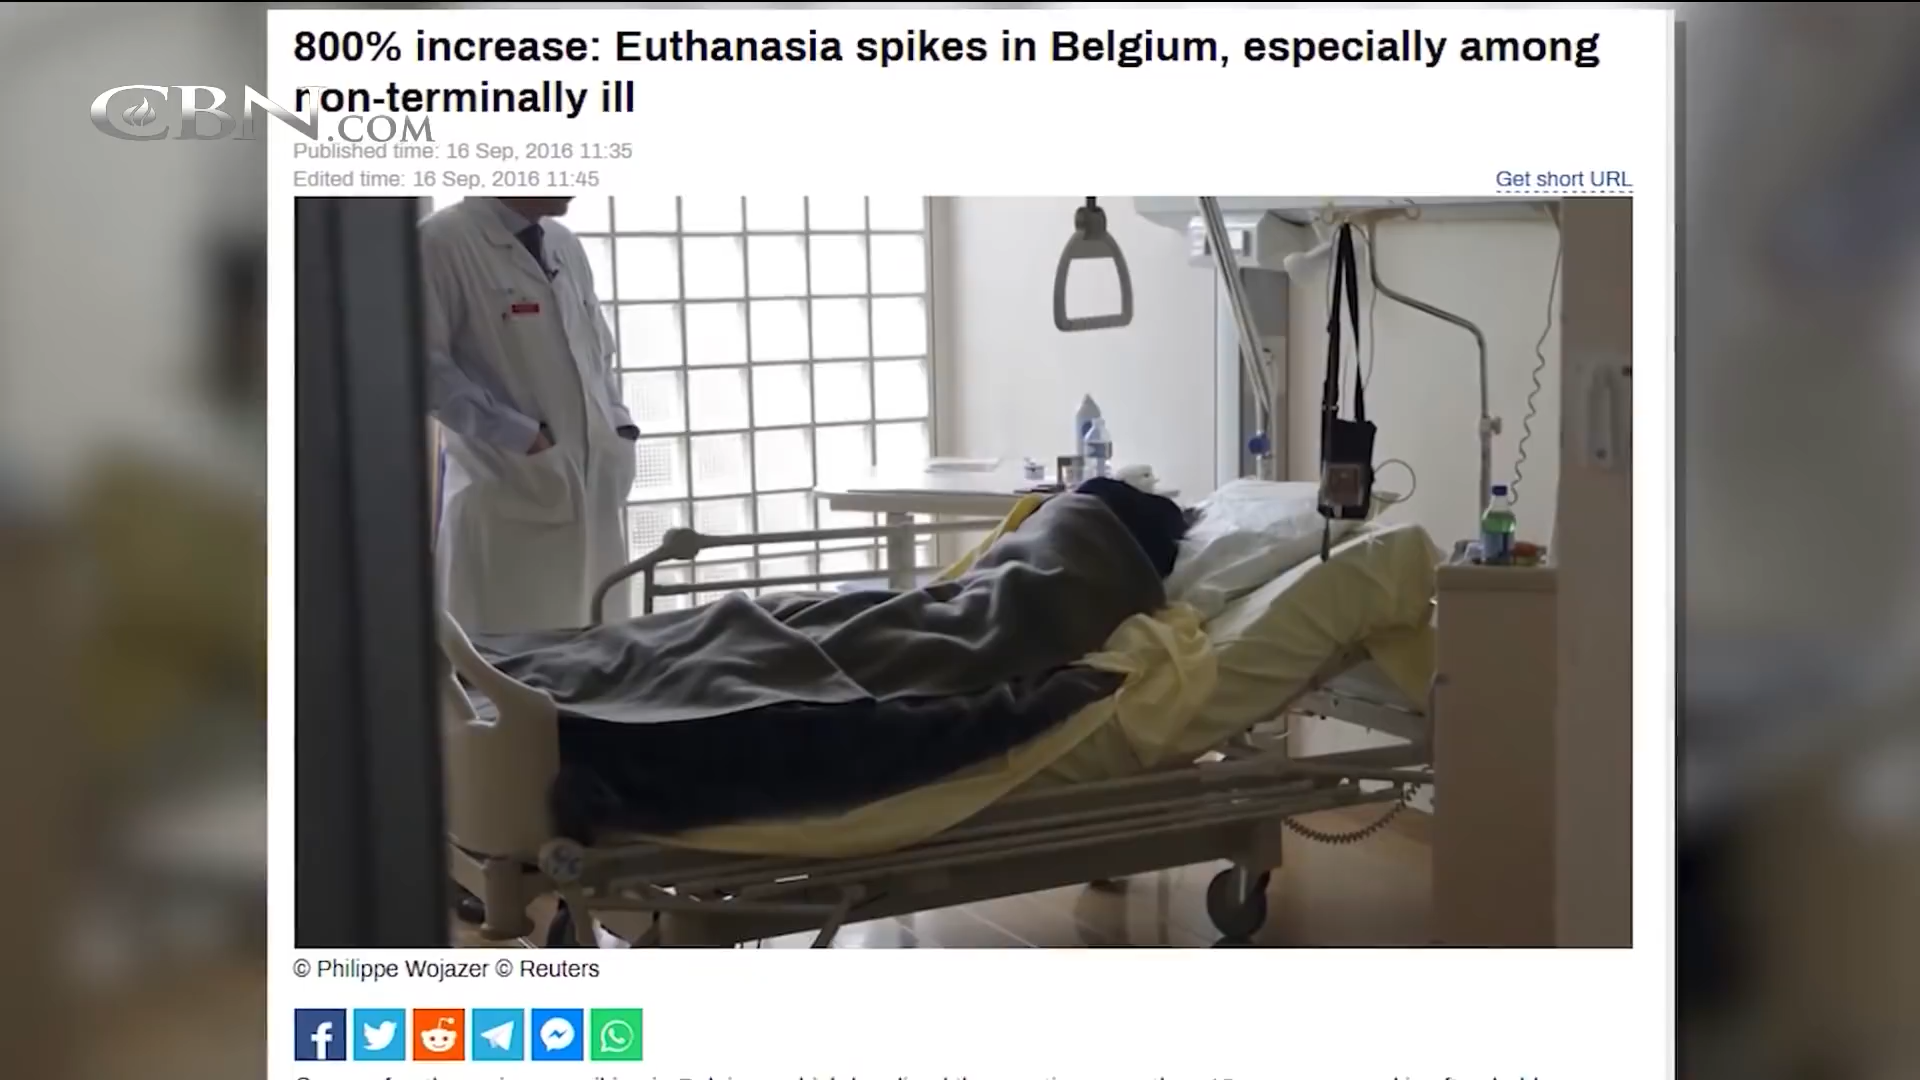 800% increase: Euthanasia spikes in Belgium, especially among
non-terminally ill
CBN.COM
Published time: 16 Sep, 2016 11:35
Edited time: 16 Sep, 2016 11:45
Get short URL
© Philippe Wojazer © Reuters